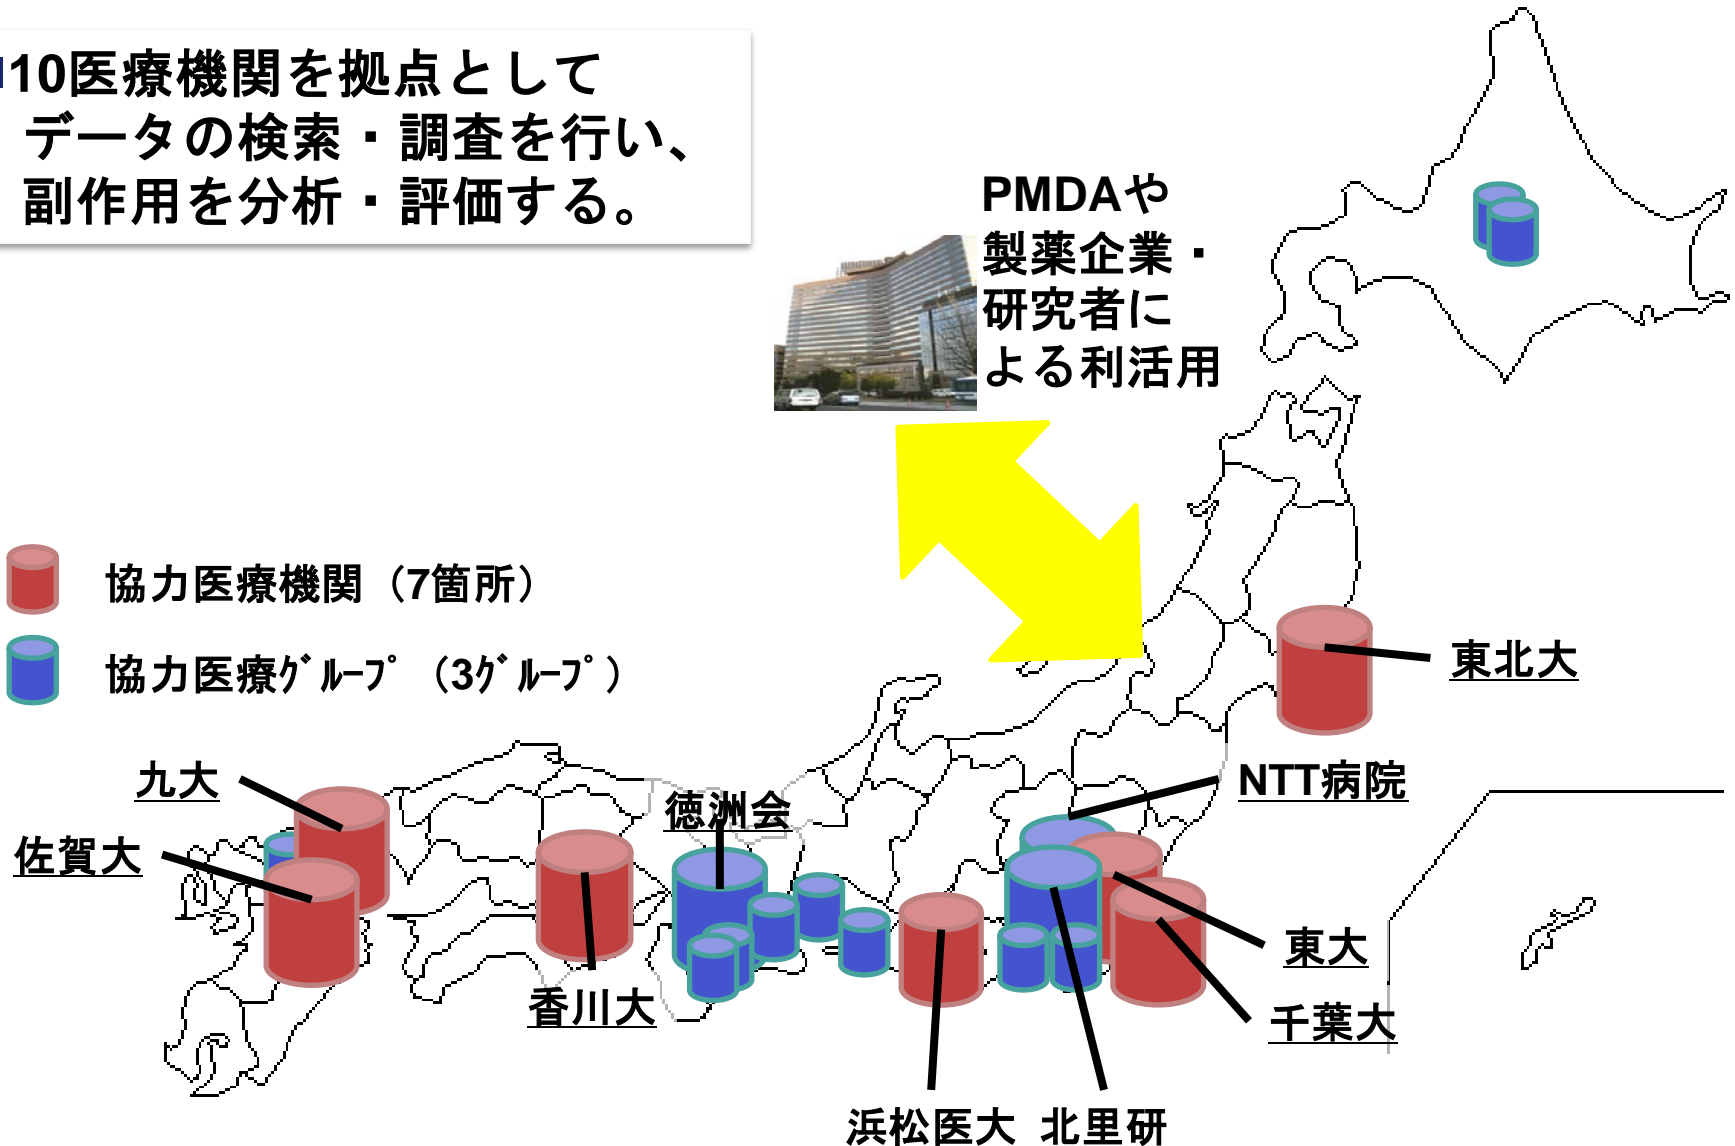 10医療機関を拠点として
データの検索・調査を行い、
副作用を分析・評価する。
PMDAや
製薬企業・
研究者に
よる利活用
協力医療機関（7箇所）
協力医療ｸﾞﾙｰﾌﾟ（3ｸﾞﾙｰﾌﾟ）
東北大
九大
徳洲会
NTT病院
佐賀大
東大
香川大
千葉大
浜松医大
北里研